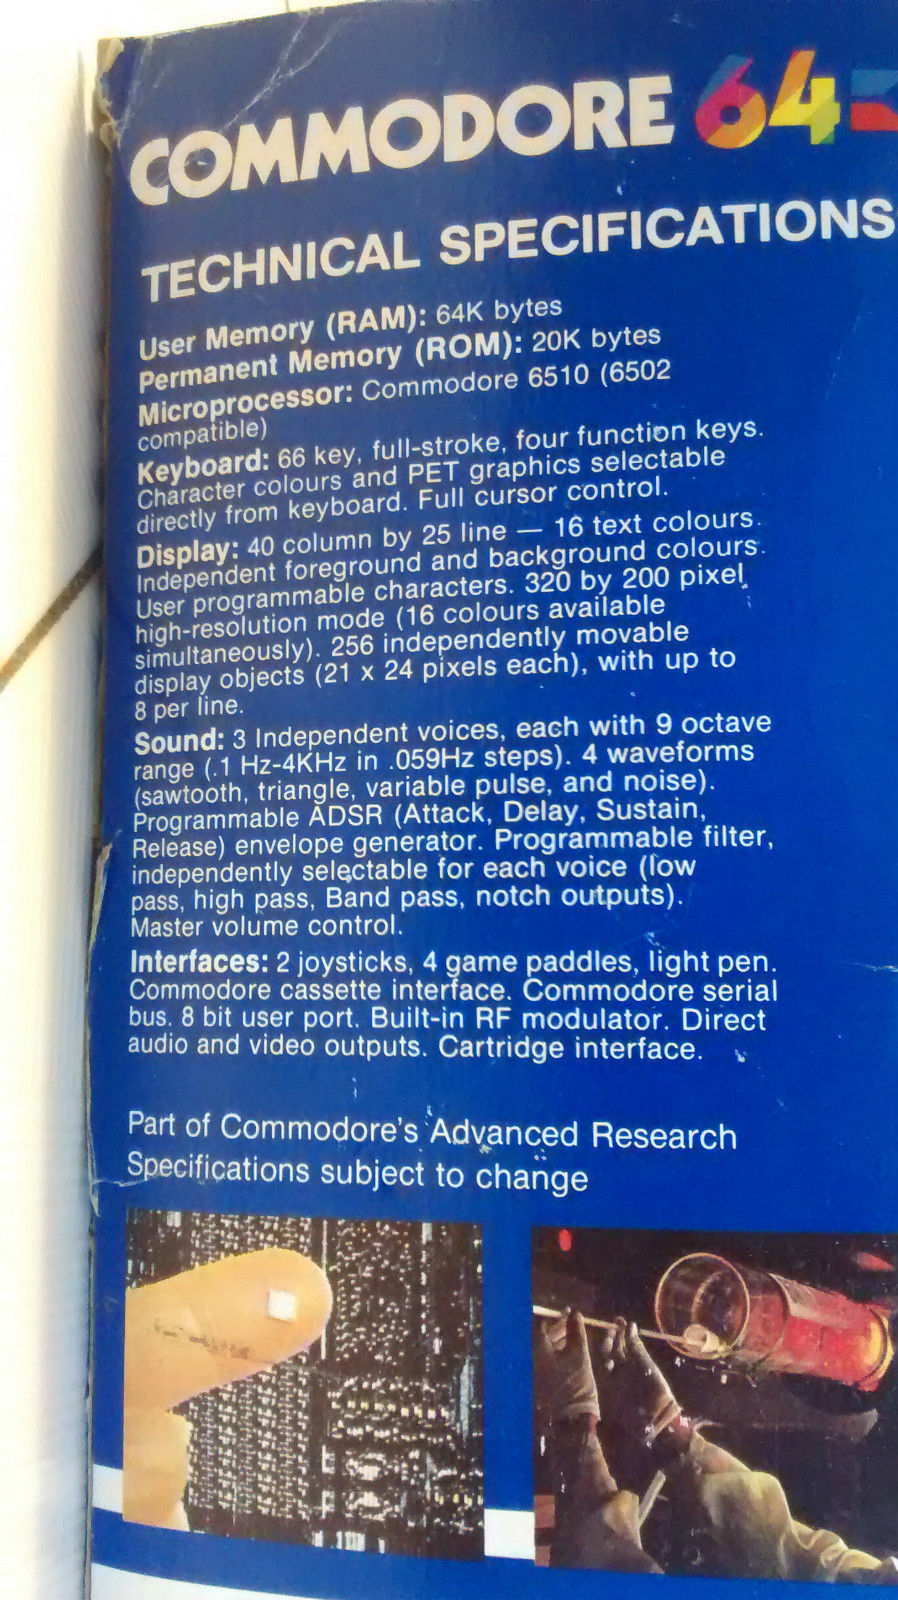 COMMODORE 64
TECHNICAL SPECIFICATIONS
User Memory (RAM): 64K bytes
Permanent Memory (ROM): 20K bytes
Microprocessor: Commodore 6510 (6502
compatible)
Keyboard: 66 key, full-stroke, four function keys.
Character colours and PET graphics selectable
directly from keyboard. Full cursor control.
Display: 40 column by 25 line — 16 text colours.
Independent foreground and background colours.
User programmable characters. 320 by 200 pixel,
high-resolution mode (16 colours available
simultaneously). 256 independently movable
display objects (21 x 24 pixels each), with up to
8 per line.
Sound: 3 Independent voices, each with 9 octave
range (.1 Hz-4KHz in .059Hz steps). 4 waveforms
(sawtooth, triangle, variable pulse, and noise).
Programmable ADSR (Attack, Delay, Sustain,
Release) envelope generator. Programmable filter,
independently selectable for each voice (low
pass, high pass, Band pass, notch outputs).
Master volume control.
Interfaces: 2 joysticks, 4 game paddles, light pen.
Commodore cassette interface. Commodore serial
bus. 8 bit user port. Built-in RF modulator. Direct
audio and video outputs. Cartridge interface.
Part of Commodore's Advanced Research
Specifications subject to change